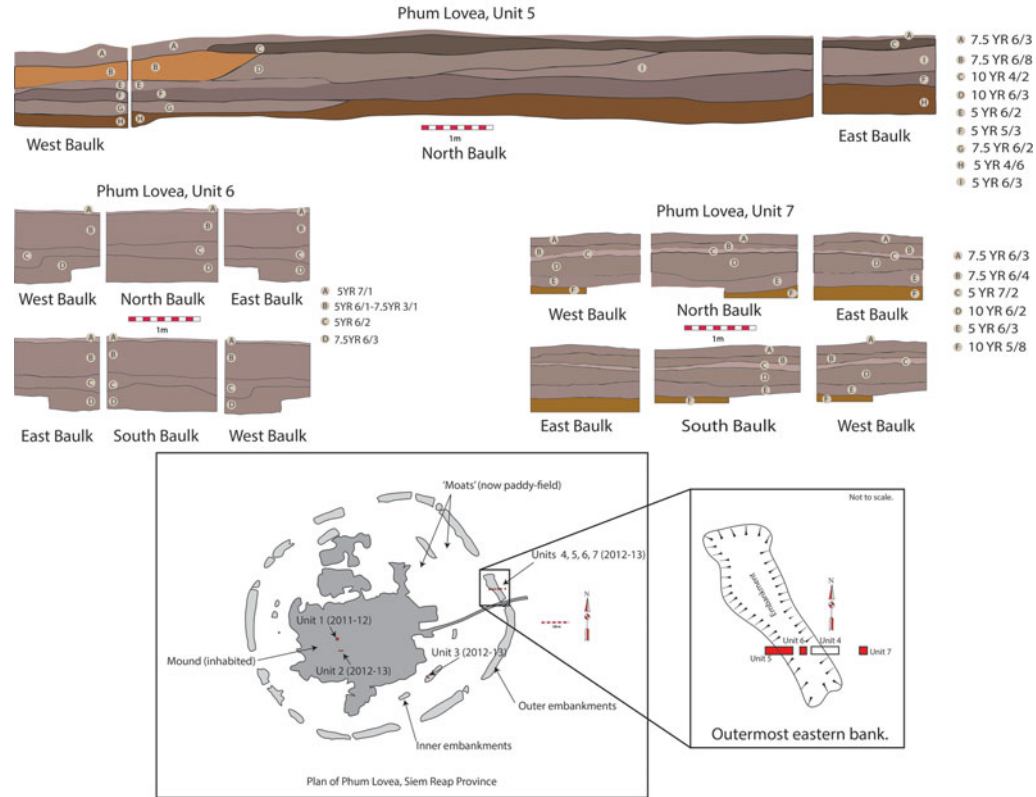 Phum Lovea, Unit 5
A
A
C
A
C
B
B
D
I
I
E
E
F
F
F
G
G
H
H
H
West Baulk
1m
North Baulk
East Baulk
A 7.5 YR 6/3
B 7.5 YR 6/8
C 10 YR 4/2
D 10 YR 6/3
E 5 YR 6/2
F 5 YR 5/3
G 7.5 YR 6/2
H 5 YR 4/6
I 5 YR 6/3
Phum Lovea, Unit 6
A
A
A
B
B
B
C
C
C
D
D
D
West Baulk
North Baulk
East Baulk
1m
A 5YR 7/1
B 5YR 6/1-7.5YR 3/1
C 5YR 6/2
D 7.5YR 6/3
A
A
A
B
B
B
C
C
C
D
D
D
East Baulk
South Baulk
West Baulk
Phum Lovea, Unit 7
A
A
A
B
C
B
C
B
C
D
D
D
E
E
E
F
F
F
West Baulk
North Baulk
East Baulk
1m
A 7.5 YR 6/3
B 7.5 YR 6/4
C 5 YR 7/2
D 10 YR 6/2
E 5 YR 6/3
F 10 YR 5/8
A
A
B
B
C
C
D
D
E
E
F
F
F
East Baulk
South Baulk
West Baulk
'Moats' (now paddy-field)
Units 4, 5, 6, 7 (2012-13)
N
Unit 1 (2011-12)
Mound (inhabited)
Unit 2 (2012-13)
Unit 3 (2012-13)
Outer embankments
Inner embankments
Plan of Phum Lovea, Siem Reap Province
Not to scale.
Embankment
N
Unit 5
Unit 6
Unit 4
Unit 7
Outermost eastern bank.